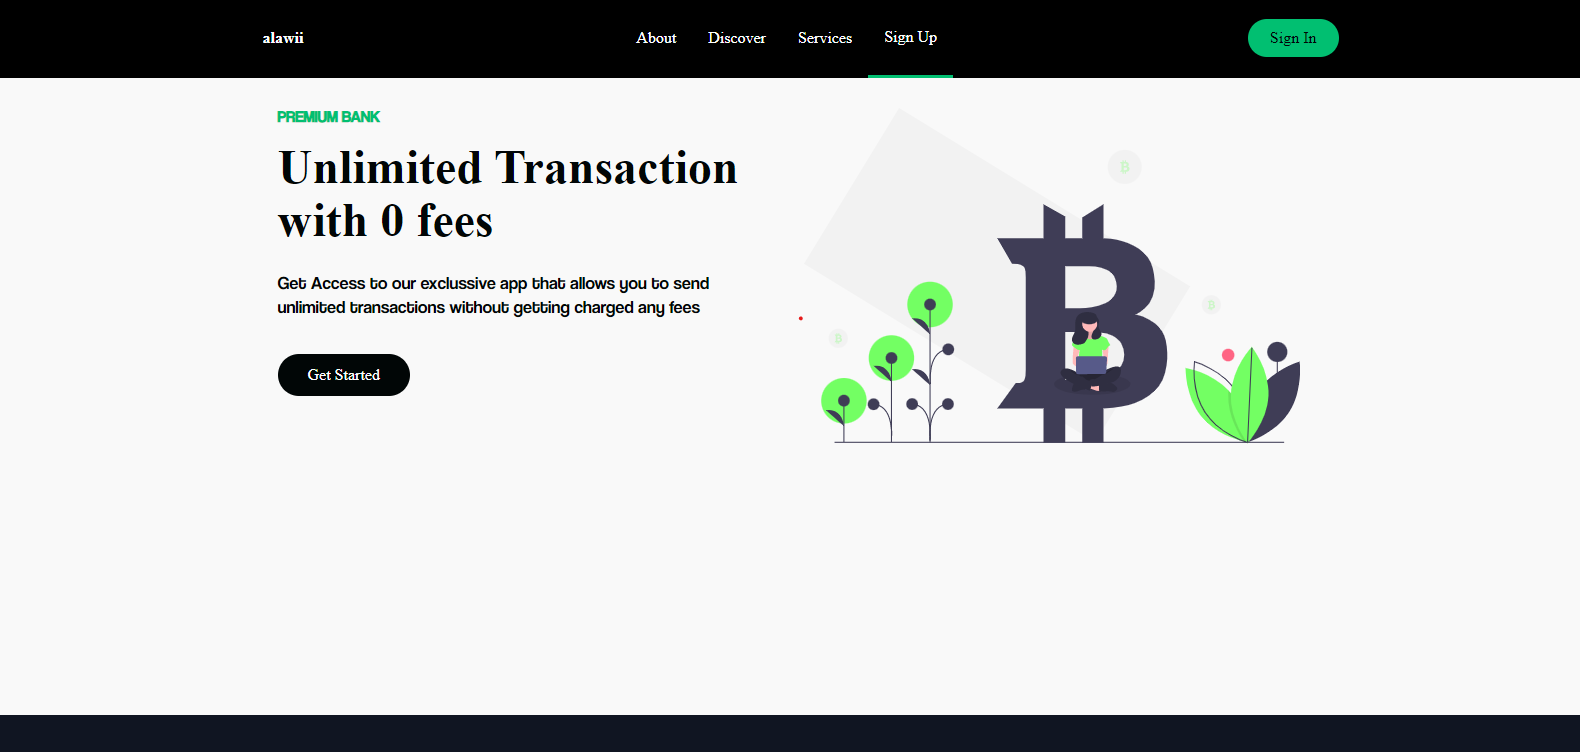 alawii
About
Discover
Services
Sign Up
Sign In
PREMIUM BANK
Unlimited Transaction
with 0 fees
Get Access to our exclussive app that allows you to send
unlimited transactions without getting charged any fees
Get Started